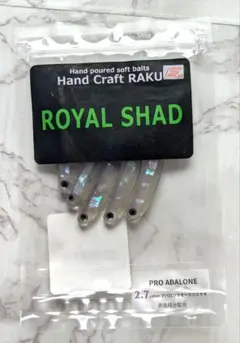 Hand poured soft baits
Hand Craft RAKU
ROYAL SHAD
PRO ABALONE
2.7